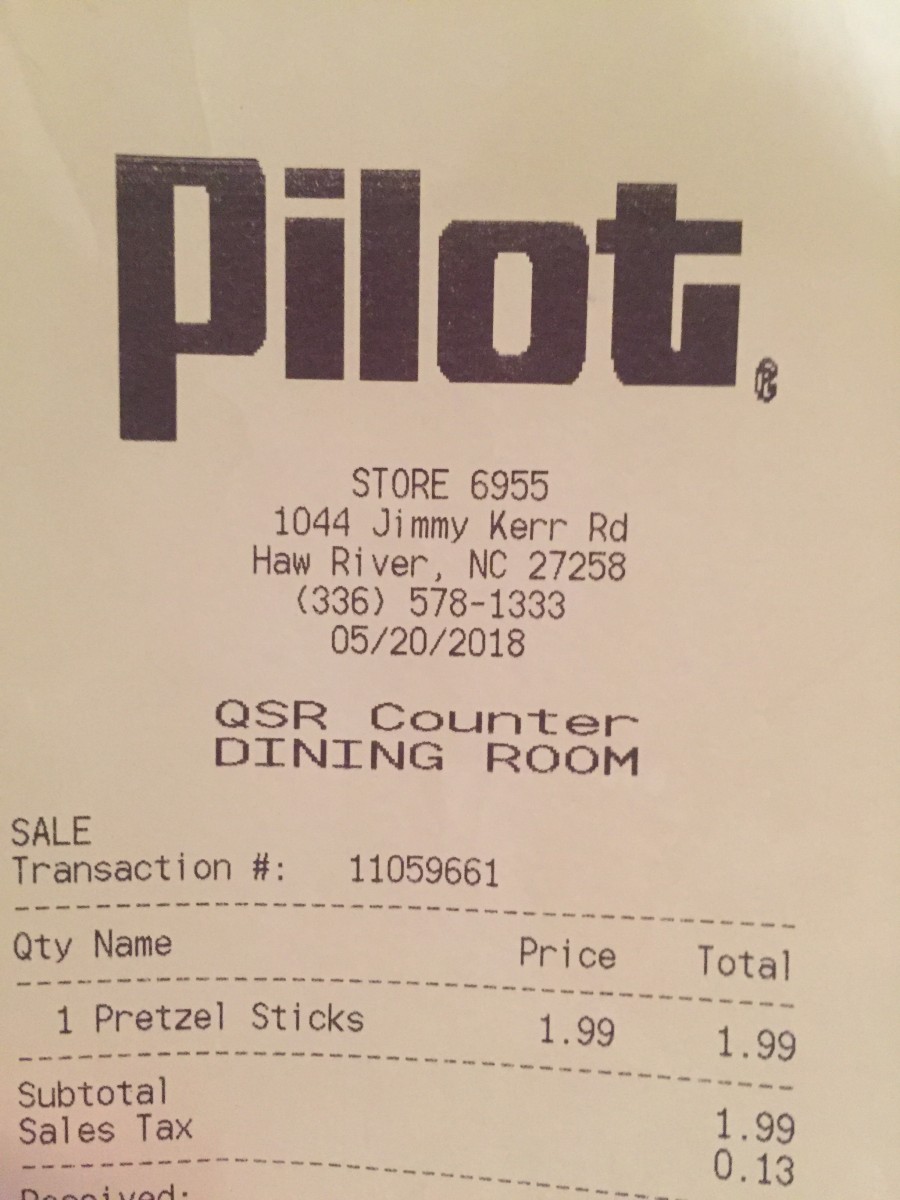 Pilot®
STORE 6955
1044 Jimmy Kerr Rd
Haw River, NC 27258
(336) 578-1333
05/20/2018
QSR Counter
DINING ROOM
SALE
Transaction #: 11059661
Qty Name Price Total
1 Pretzel Sticks 1.99 1.99
Subtotal 1.99
Sales Tax 0.13
Received: